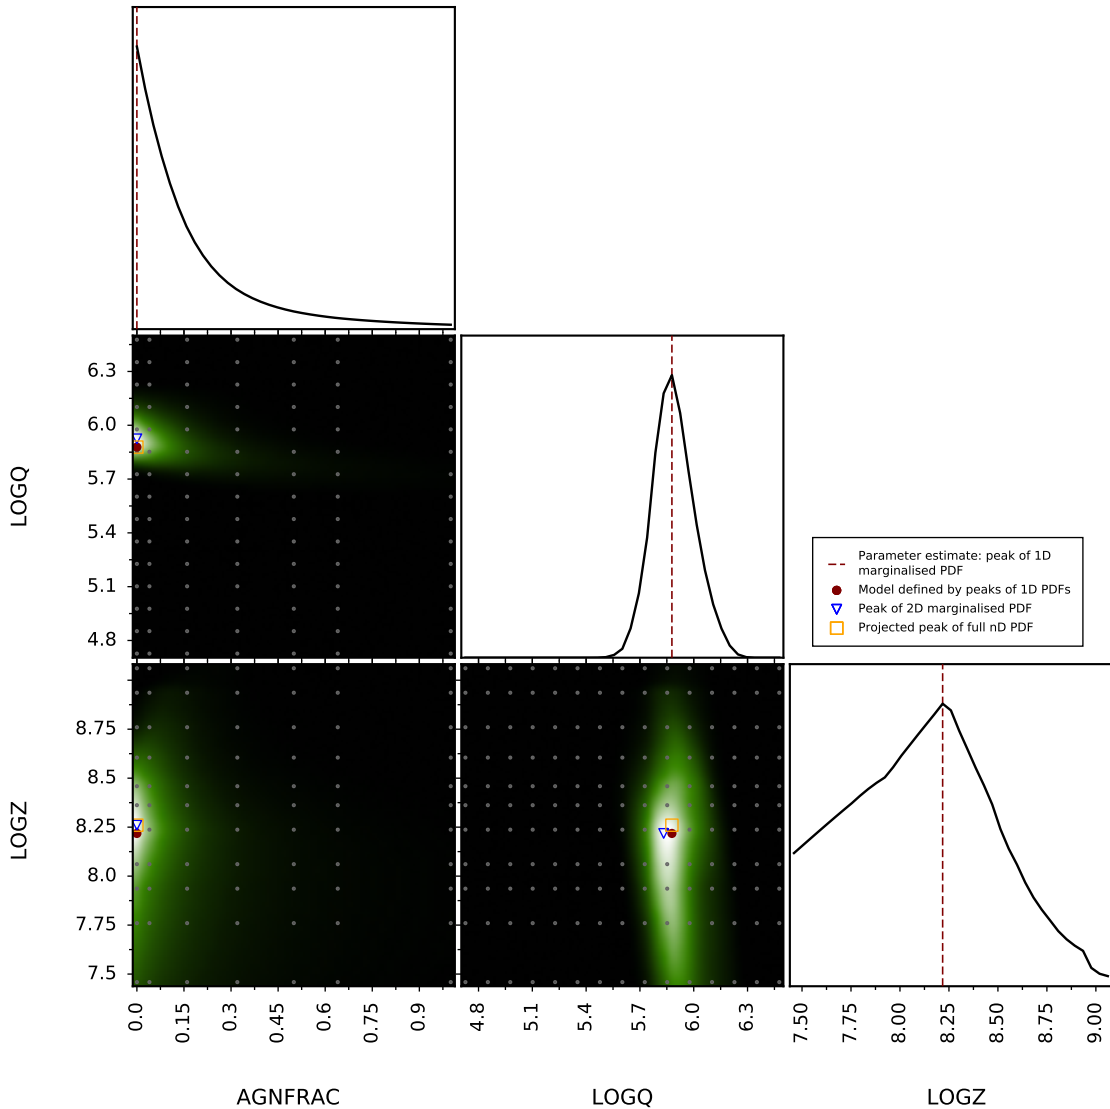 6.3
6.0
5.7
5.4
5.1
4.8
LOGQ
Parameter estimate: peak of 1D
marginalised PDF
Model defined by peaks of 1D PDFs
Peak of 2D marginalised PDF
Projected peak of full nD PDF
8.75
8.5
8.25
8.0
7.75
7.5
LOGZ
0.0 0.15 0.3 0.45 0.6 0.75 0.9
4.8 5.1 5.4 5.7 6.0 6.3
7.50 7.75 8.00 8.25 8.50 8.75 9.00
AGNFRAC LOGQ LOGZ